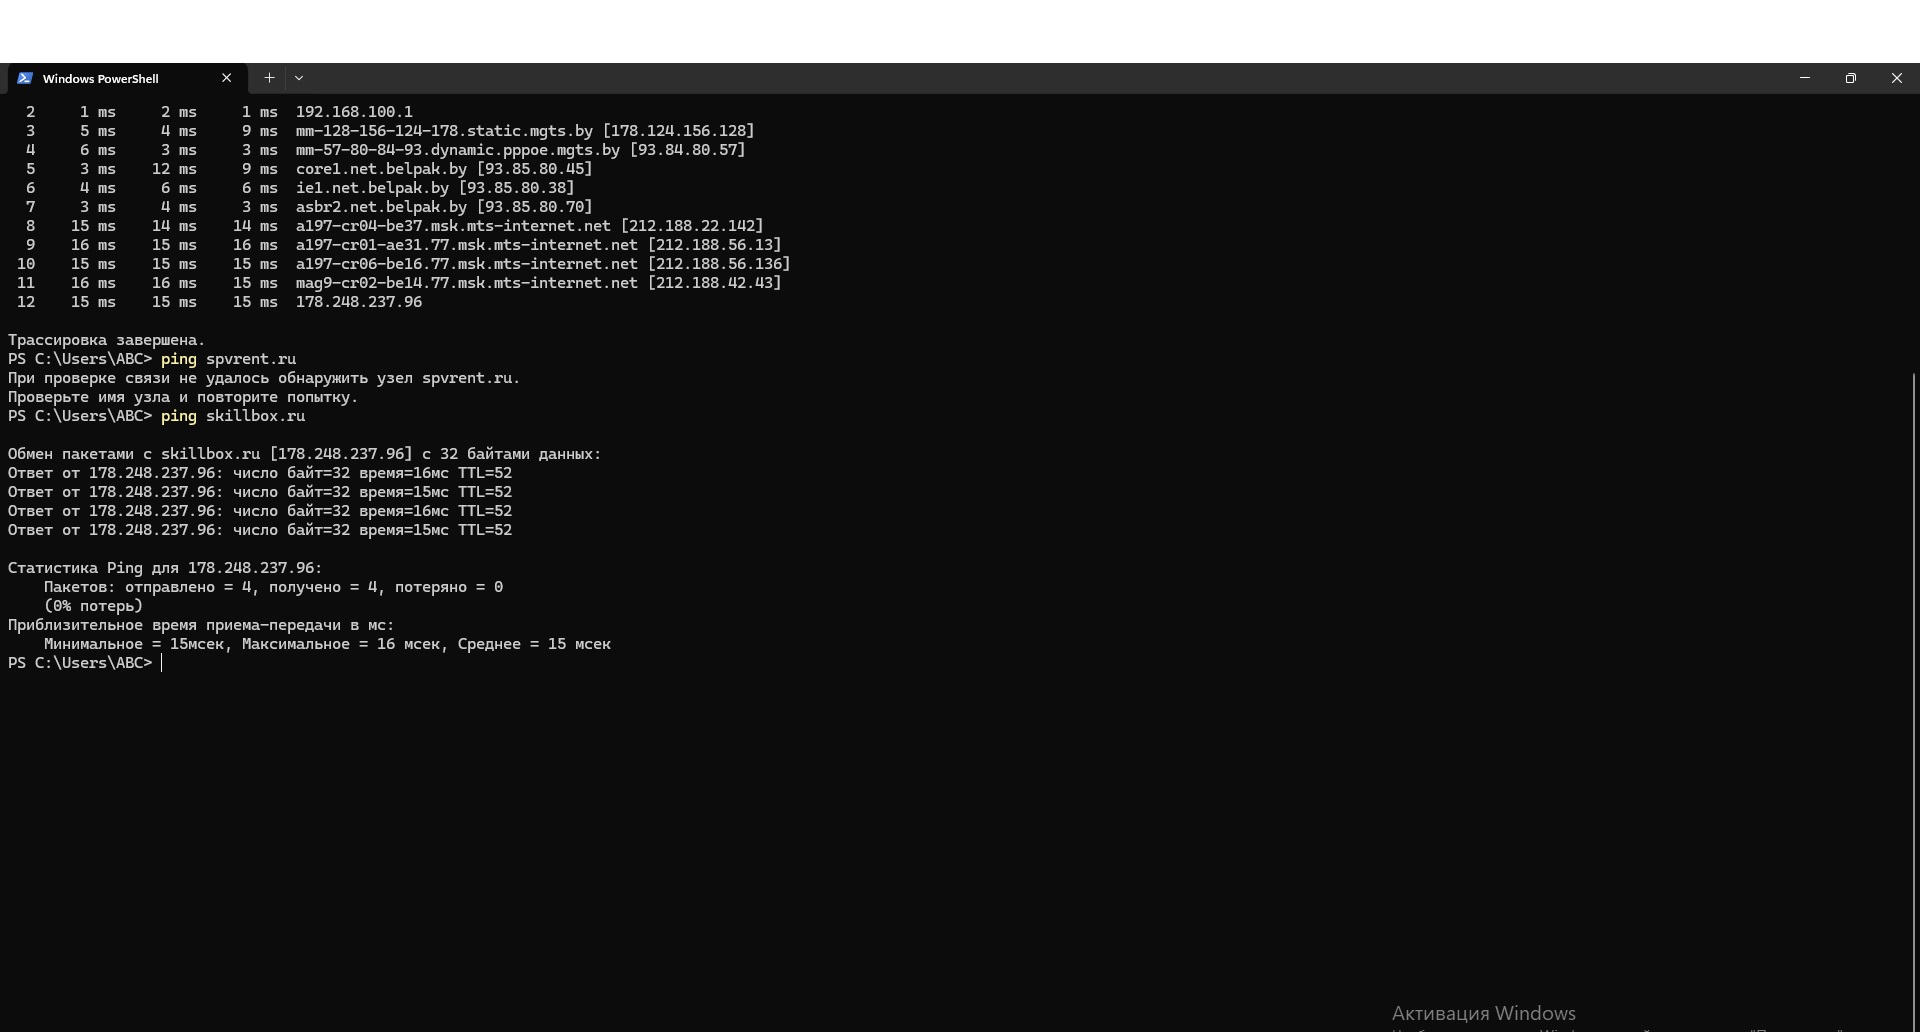 Windows PowerShell
2 1 ms 2 ms 1 ms 192.168.100.1
3 5 ms 4 ms 9 ms mm-128-156-124-178.static.mgts.by [178.124.156.128]
4 6 ms 3 ms 3 ms mm-57-80-84-93.dynamic.pppoe.mgts.by [93.84.80.57]
5 3 ms 12 ms 9 ms core1.net.belpak.by [93.85.80.45]
6 4 ms 6 ms 6 ms ie1.net.belpak.by [93.85.80.38]
7 3 ms 4 ms 3 ms asbr2.net.belpak.by [93.85.80.70]
8 15 ms 14 ms 14 ms a197-cr04-be37.msk.mts-internet.net [212.188.22.142]
9 16 ms 15 ms 16 ms a197-cr01-ae31.77.msk.mts-internet.net [212.188.56.13]
10 15 ms 15 ms 15 ms a197-cr06-be16.77.msk.mts-internet.net [212.188.56.136]
11 16 ms 16 ms 15 ms mag9-cr02-be14.77.msk.mts-internet.net [212.188.42.43]
12 15 ms 15 ms 15 ms 178.248.237.96
Трассировка завершена.
PS C:\Users\ABC> ping spvrent.ru
При проверке связи не удалось обнаружить узел spvrent.ru.
Проверьте имя узла и повторите попытку.
PS C:\Users\ABC> ping skillbox.ru
Обмен пакетами с skillbox.ru [178.248.237.96] с 32 байтами данных:
Ответ от 178.248.237.96: число байт=32 время=16мс TTL=52
Ответ от 178.248.237.96: число байт=32 время=15мс TTL=52
Ответ от 178.248.237.96: число байт=32 время=16мс TTL=52
Ответ от 178.248.237.96: число байт=32 время=15мс TTL=52
Статистика Ping для 178.248.237.96:
Пакетов: отправлено = 4, получено = 4, потеряно = 0
(0% потерь)
Приблизительное время приема-передачи в мс:
Минимальное = 15мсек, Максимальное = 16 мсек, Среднее = 15 мсек
PS C:\Users\ABC>
Активация Windows